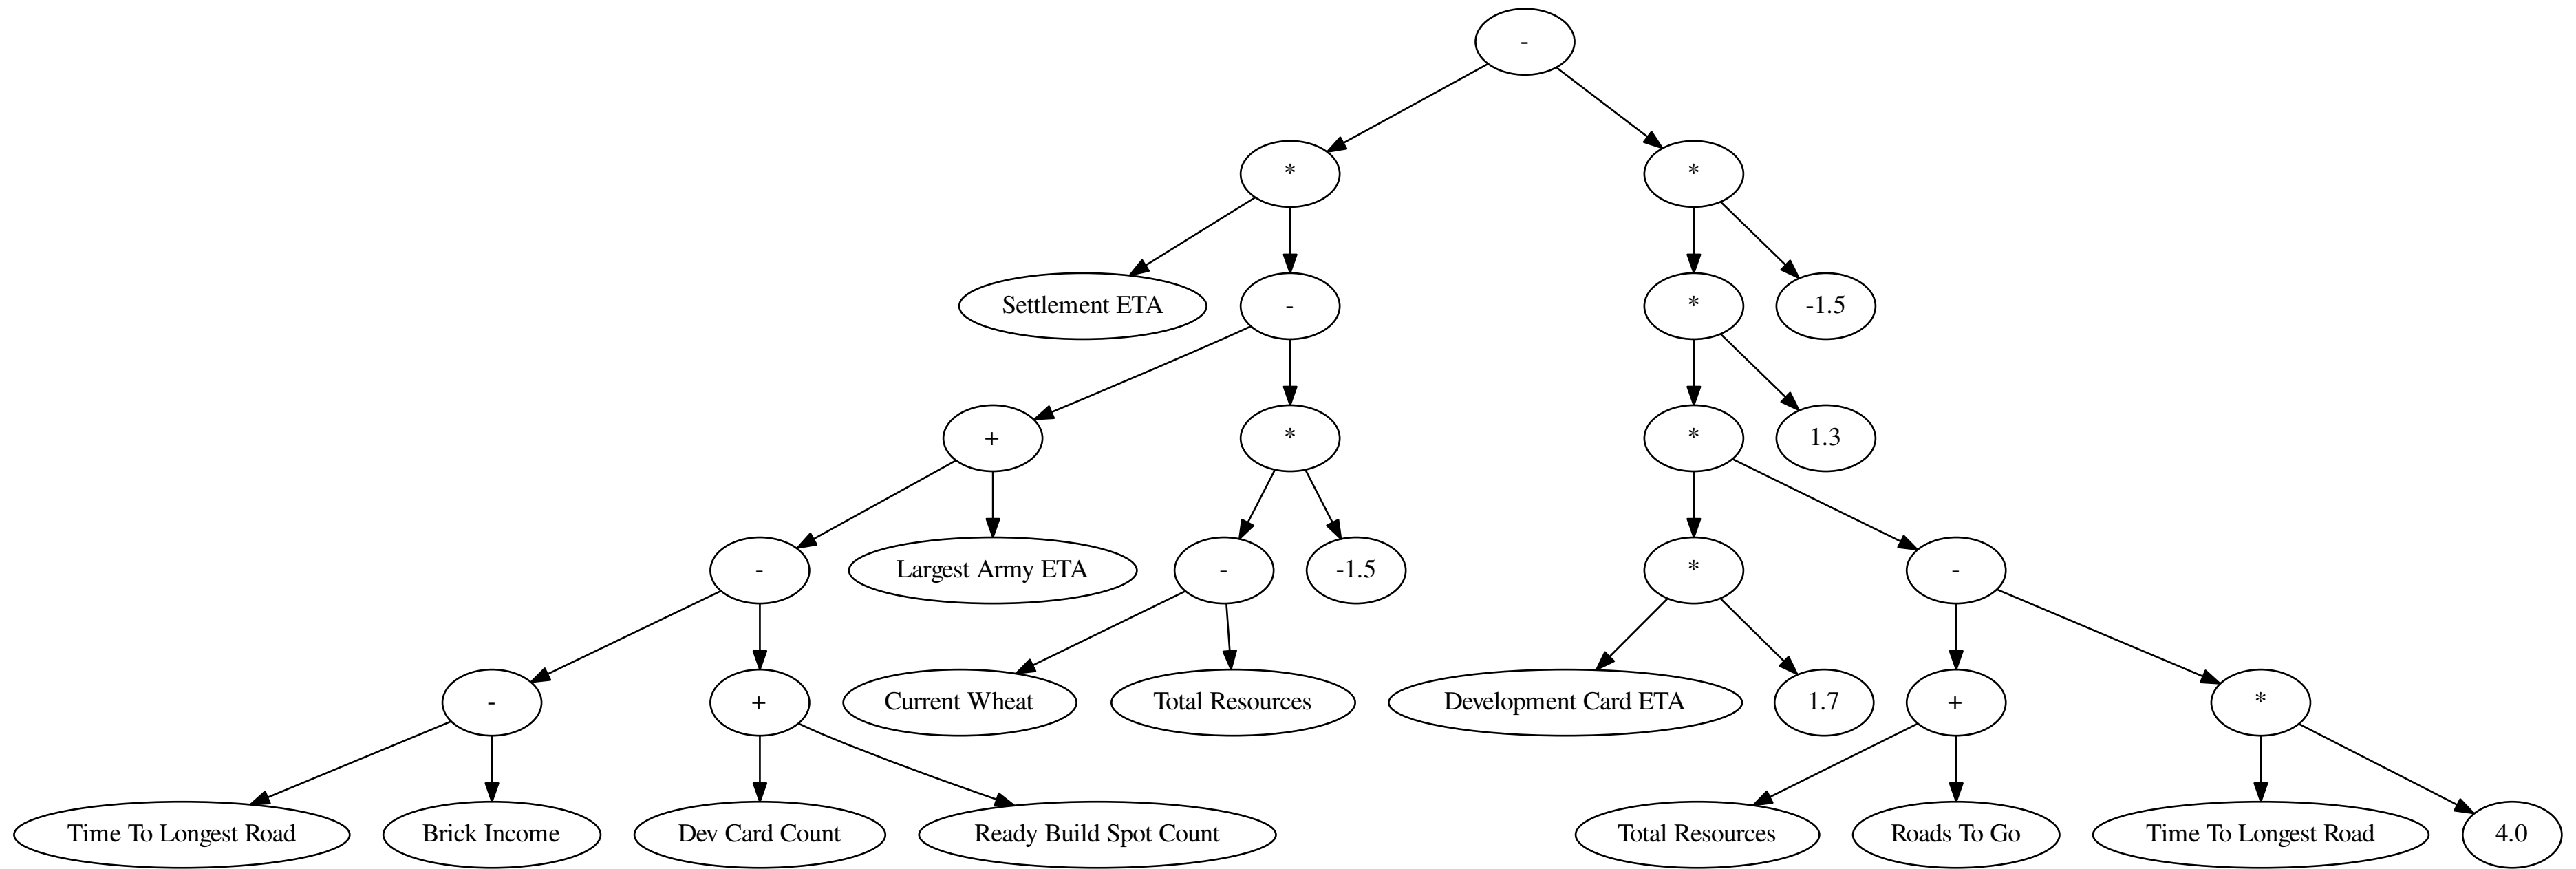 -
*
*
Settlement ETA
-
*
-1.5
+
*
*
1.3
-
Largest Army ETA
-
-1.5
*
-
-
+
Current Wheat
Total Resources
Development Card ETA
1.7
+
*
Time To Longest Road
Brick Income
Dev Card Count
Ready Build Spot Count
Total Resources
Roads To Go
Time To Longest Road
4.0